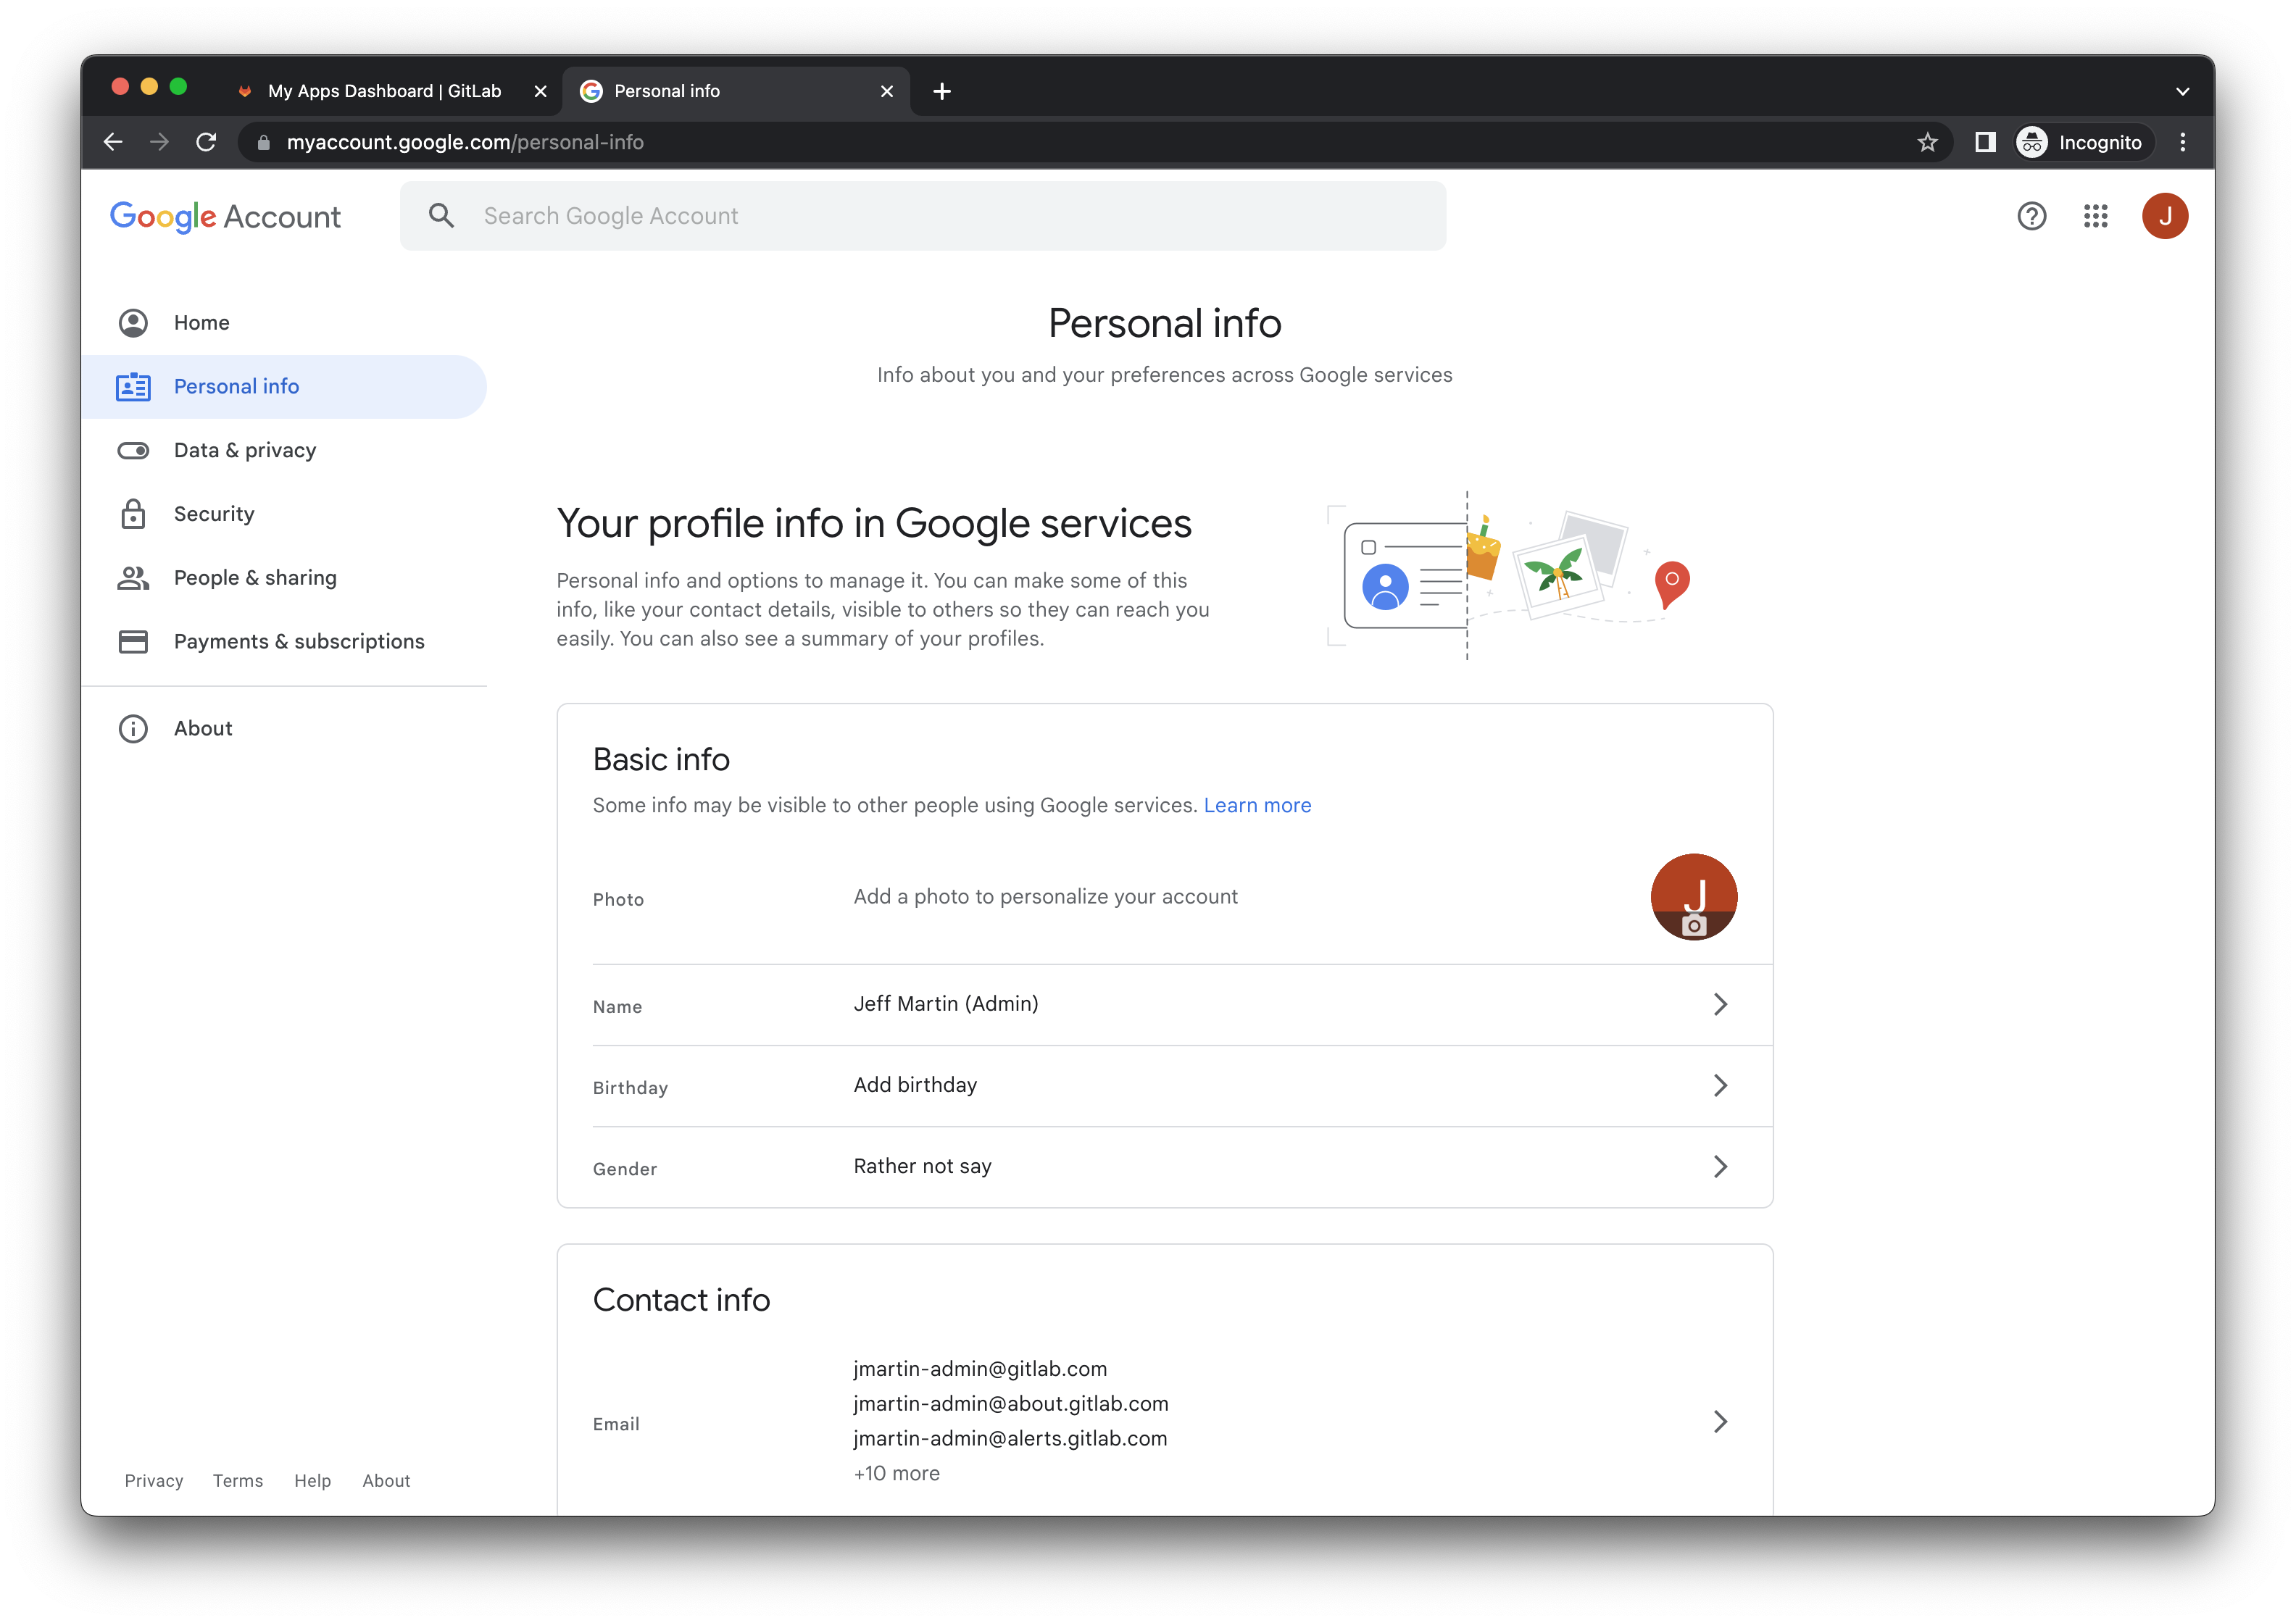 My Apps Dashboard | GitLab
Personal info
myaccount.google.com/personal-info
Incognito
Google Account
Search Google Account
J
Home
Personal info
Data & privacy
Security
People & sharing
Payments & subscriptions
About
Privacy Terms Help About
Personal info
Info about you and your preferences across Google services
Your profile info in Google services
Personal info and options to manage it. You can make some of this
info, like your contact details, visible to others so they can reach you
easily. You can also see a summary of your profiles.
Basic info
Some info may be visible to other people using Google services. Learn more
Photo Add a photo to personalize your account J
Name Jeff Martin (Admin)
Birthday Add birthday
Gender Rather not say
Contact info
Email
jmartin-admin@gitlab.com
jmartin-admin@about.gitlab.com
jmartin-admin@alerts.gitlab.com
+10 more